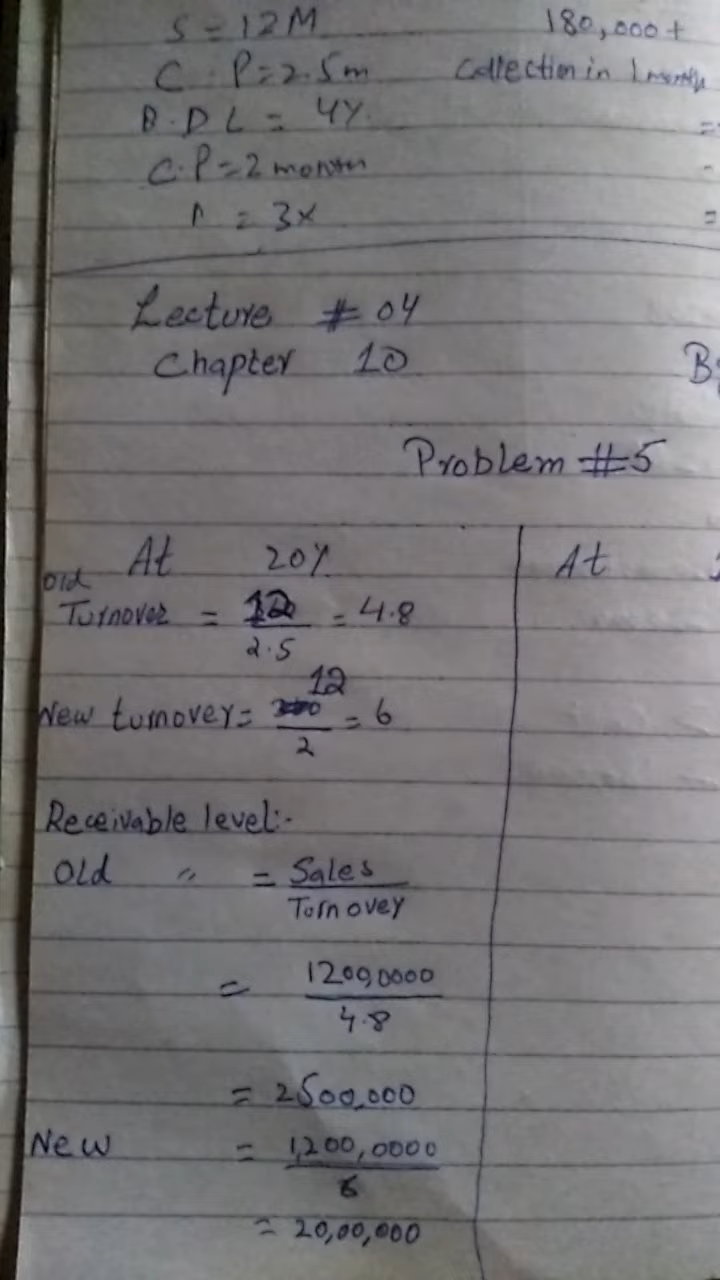 S = 12M
180,000 +
C. P = 2.5m
Collection in 1 month
B. D L = 4%
=
C.P = 2 month
-
= 3%
=
Lecture # 04
Chapter 10
Problem #5
At 20%
At
Old
Turnover = 12 / 2.5 = 4.8
New turnover = 12 / 2 = 6
Receivable level:-
Old " = Sales / Turnover
= 1200,0000 / 4.8
= 2500,000
New = 1,200,0000 / 6
= 20,00,000